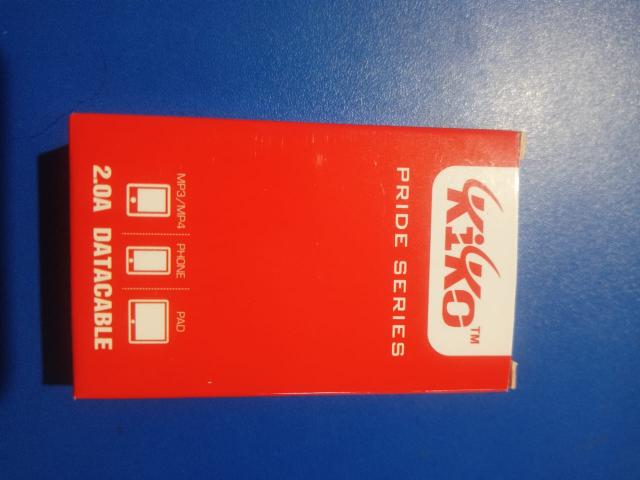 KiKO™
PRIDE SERIES
MP3/MP4 PHONE PAD
2.0A DATACABLE